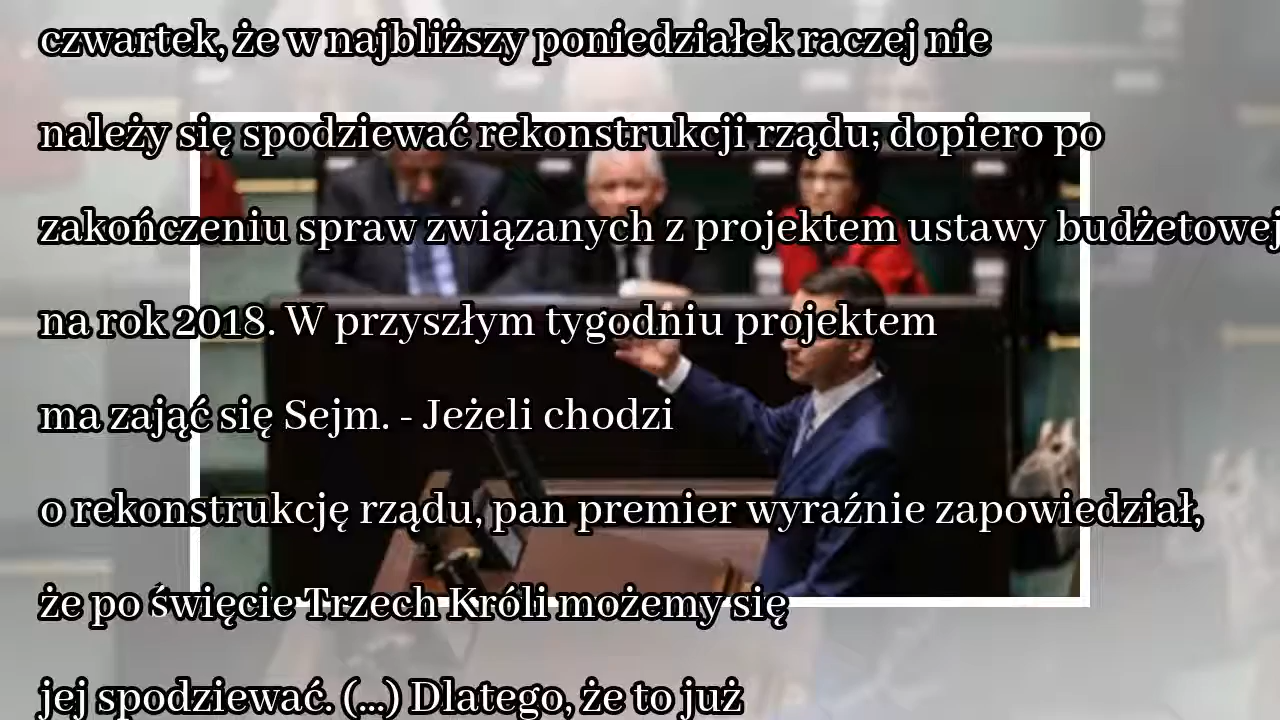 czwartek, że w najbliższy poniedziałek raczej nie
należy się spodziewać rekonstrukcji rządu; dopiero po
zakończeniu spraw związanych z projektem ustawy budżetowej
na rok 2018. W przyszłym tygodniu projektem
ma zająć się Sejm. - Jeżeli chodzi
o rekonstrukcję rządu, pan premier wyraźnie zapowiedział,
że po święcie Trzech Króli możemy się
jej spodziewać. (...) Dlatego, że to już